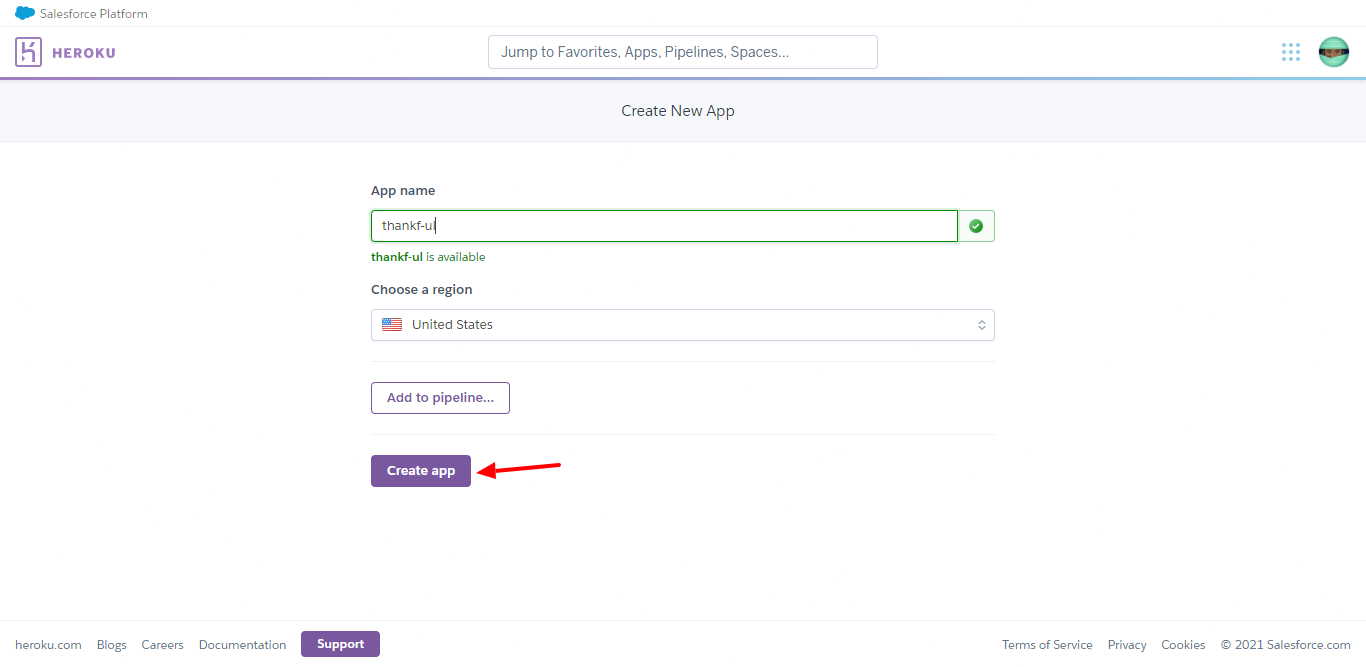 Salesforce Platform
HEROKU
Jump to Favorites, Apps, Pipelines, Spaces...
Create New App
App name
thankf-ul
thankf-ul is available
Choose a region
United States
Add to pipeline...
Create app
heroku.com Blogs Careers Documentation Support Terms of Service Privacy Cookies © 2021 Salesforce.com